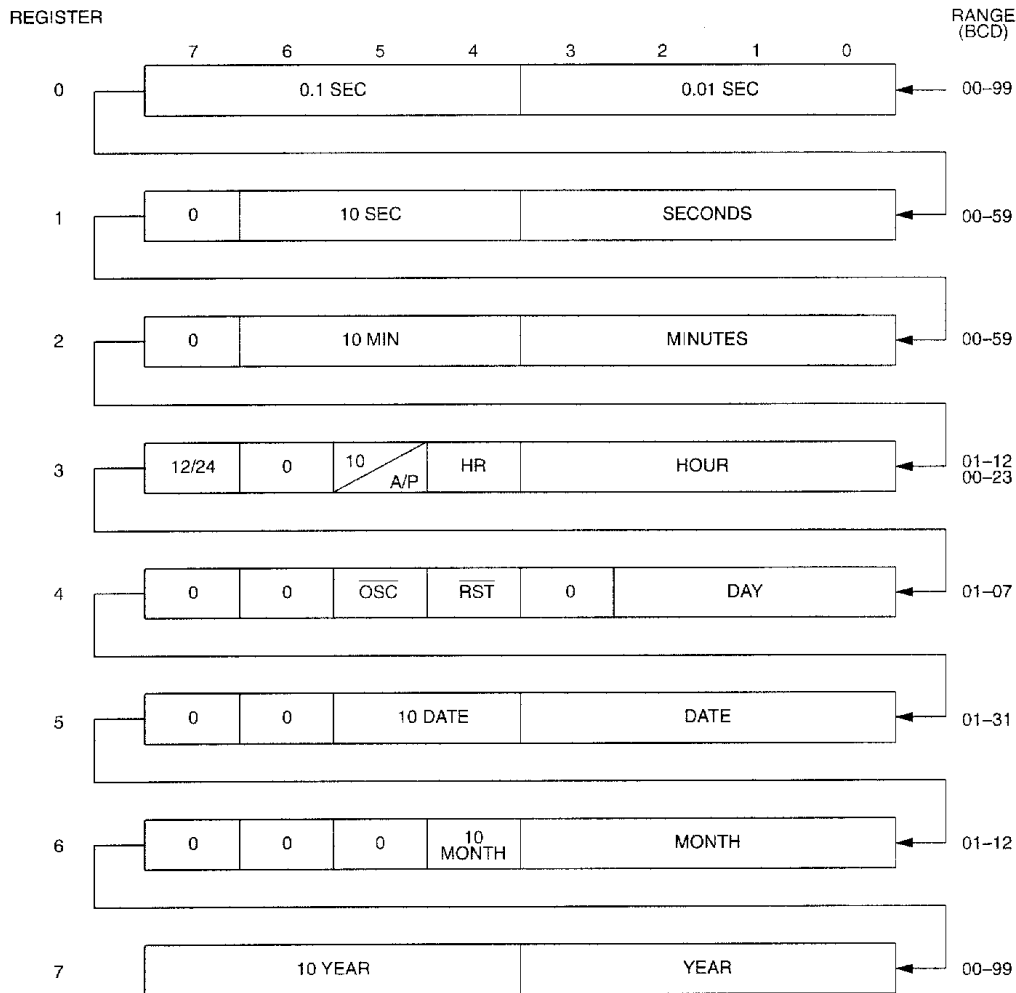 REGISTER
RANGE
(BCD)
7 6 5 4 3 2 1 0
0 0.1 SEC 0.01 SEC 00–99
1 0 10 SEC SECONDS 00–59
2 0 10 MIN MINUTES 00–59
3 12/24 0 10 A/P HR HOUR 01–12
00–23
4 0 0 OSC RST 0 DAY 01–07
5 0 0 10 DATE DATE 01–31
6 0 0 0 10 MONTH MONTH 01–12
7 10 YEAR YEAR 00–99